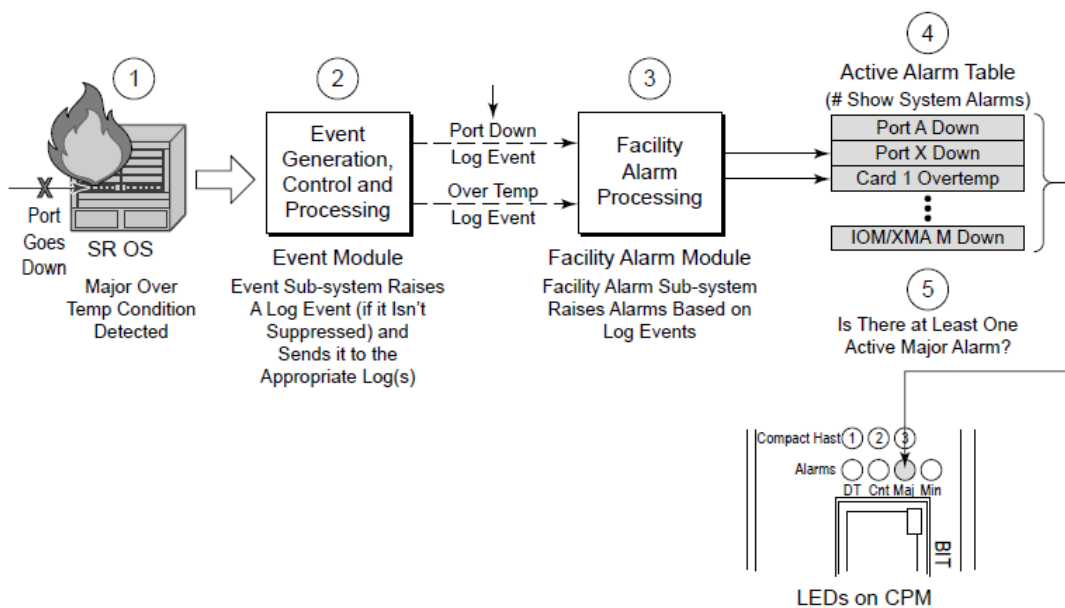 1
Port
Goes
Down
SR OS
Major Over
Temp Condition
Detected
2
Event
Generation,
Control and
Processing
Event Module
Event Sub-system Raises
A Log Event (if it Isn't
Suppressed) and
Sends it to the
Appropriate Log(s)
Port Down
Log Event
Over Temp
Log Event
3
Facility
Alarm
Processing
Facility Alarm Module
Facility Alarm Sub-system
Raises Alarms Based on
Log Events
4
Active Alarm Table
(# Show System Alarms)
Port A Down
Port X Down
Card 1 Overtemp
IOM/XMA M Down
5
Is There at Least One
Active Major Alarm?
Compact Hast 1 2 3
Alarms
DT Cnt Maj Min
BIT
LEDs on CPM